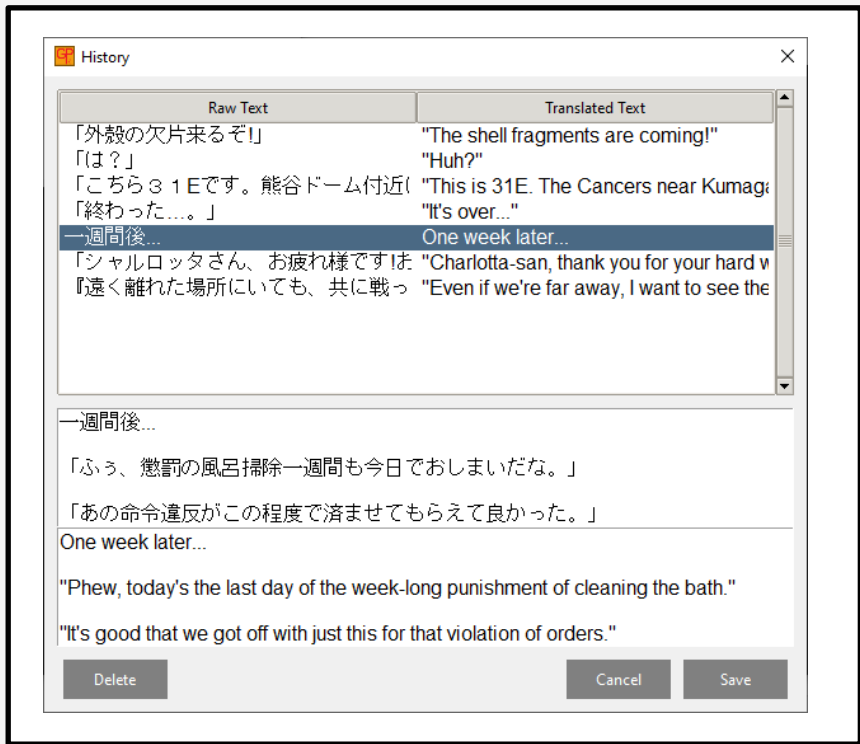 GP History
Raw Text Translated Text
「外殻の欠片来るぞ!」 "The shell fragments are coming!"
「は？」 "Huh?"
「こちら３１Eです。熊谷ドーム付近( "This is 31E. The Cancers near Kumaga
「終わった...。」 "It's over..."
一週間後... One week later...
「シャルロッタさん、お疲れ様です!お "Charlotta-san, thank you for your hard w
『遠く離れた場所にいても、共に戦っ "Even if we're far away, I want to see the
一週間後...
「ふぅ、懲罰の風呂掃除一週間も今日でおしまいだな。」
「あの命令違反がこの程度で済ませてもらえて良かった。」
One week later...
"Phew, today's the last day of the week-long punishment of cleaning the bath."
"It's good that we got off with just this for that violation of orders."
Delete Cancel Save